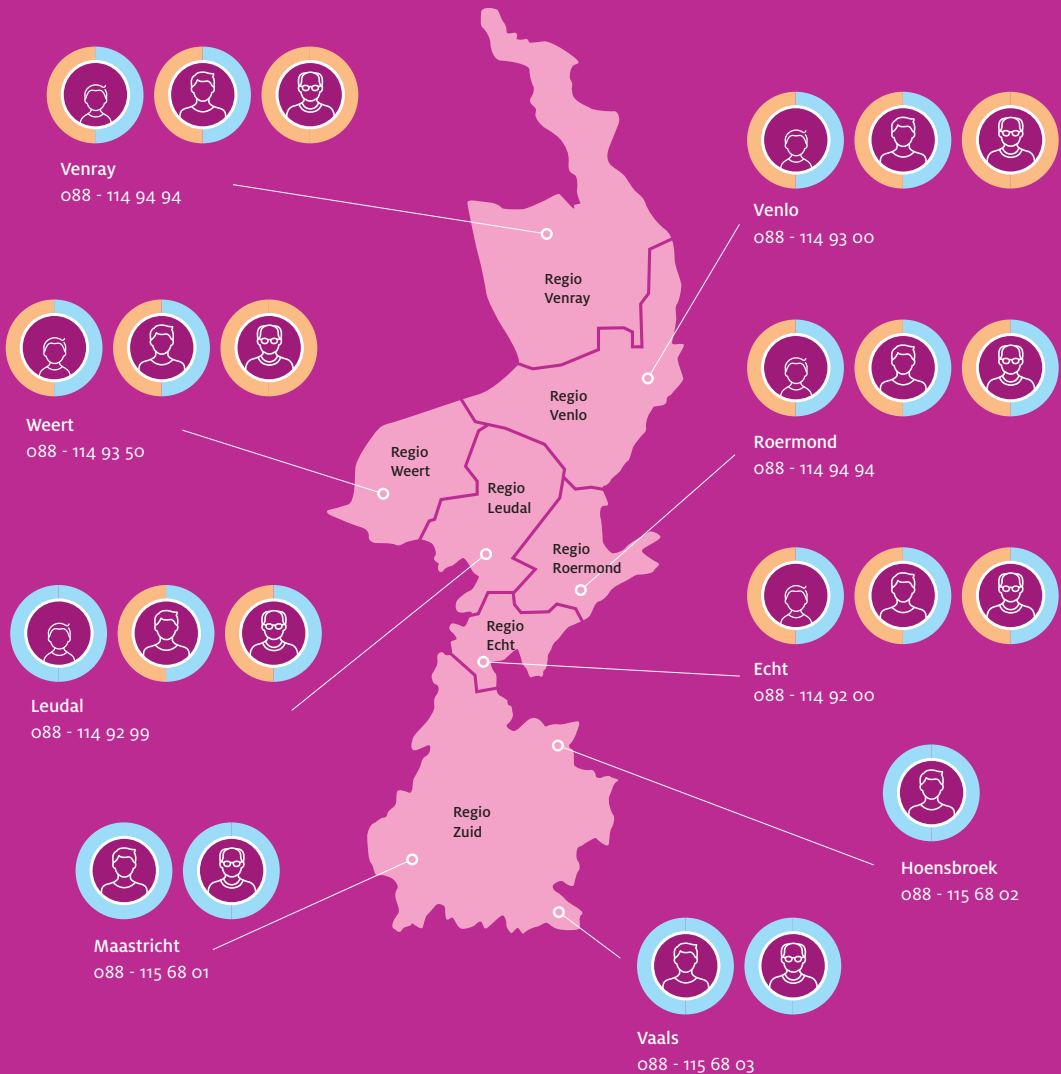 Venray
088 - 114 94 94
Venlo
088 - 114 93 00
Regio
Venray
Regio
Venlo
Weert
088 - 114 93 50
Regio
Weert
Roermond
088 - 114 94 94
Regio
Leudal
Regio
Roermond
Regio
Echt
Echt
088 - 114 92 00
Leudal
088 - 114 92 99
Regio
Zuid
Hoensbroek
088 - 115 68 02
Maastricht
088 - 115 68 01
Vaals
088 - 115 68 03